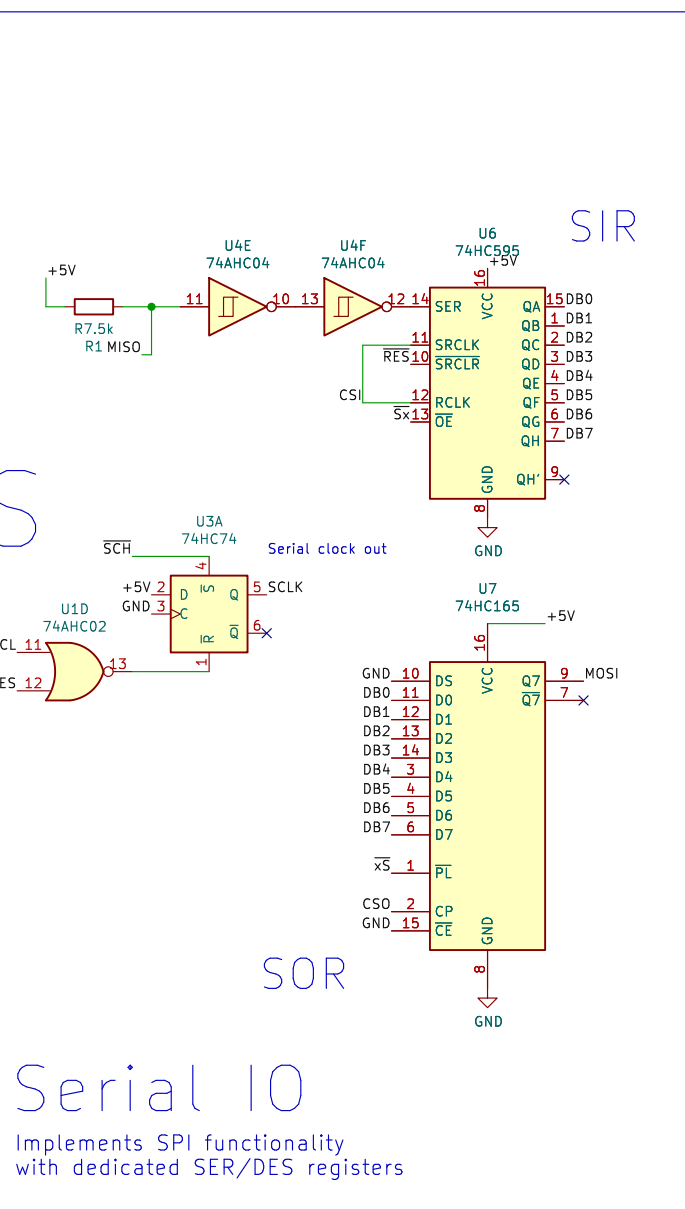 SIR
U4E
74AHC04
U4F
74AHC04
U6
74HC595
+5V
16
VCC
+5V
R7.5k
R1
MISO
11
10
13
12
14
SER
11
SRCLK
RES
10
SRCLR
CSI
12
RCLK
Sx
13
OE
QA
15
DB0
QB
1
DB1
QC
2
DB2
QD
3
DB3
QE
4
DB4
QF
5
DB5
QG
6
DB6
QH
7
DB7
QH'
9
GND
8
GND
S
U3A
74HC74
SCH
Serial clock out
4
S
+5V
2
D
Q
5
SCLK
GND
3
C
Q
6
R
1
U1D
74AHC02
CL
11
13
ES
12
U7
74HC165
+5V
16
VCC
GND
10
DS
Q7
9
MOSI
DB0
11
D0
Q7
7
DB1
12
D1
DB2
13
D2
DB3
14
D3
DB4
3
D4
DB5
4
D5
DB6
5
D6
DB7
6
D7
xS
1
PL
CSO
2
CP
GND
15
CE
GND
8
GND
SOR
Serial IO
Implements SPI functionality
with dedicated SER/DES registers